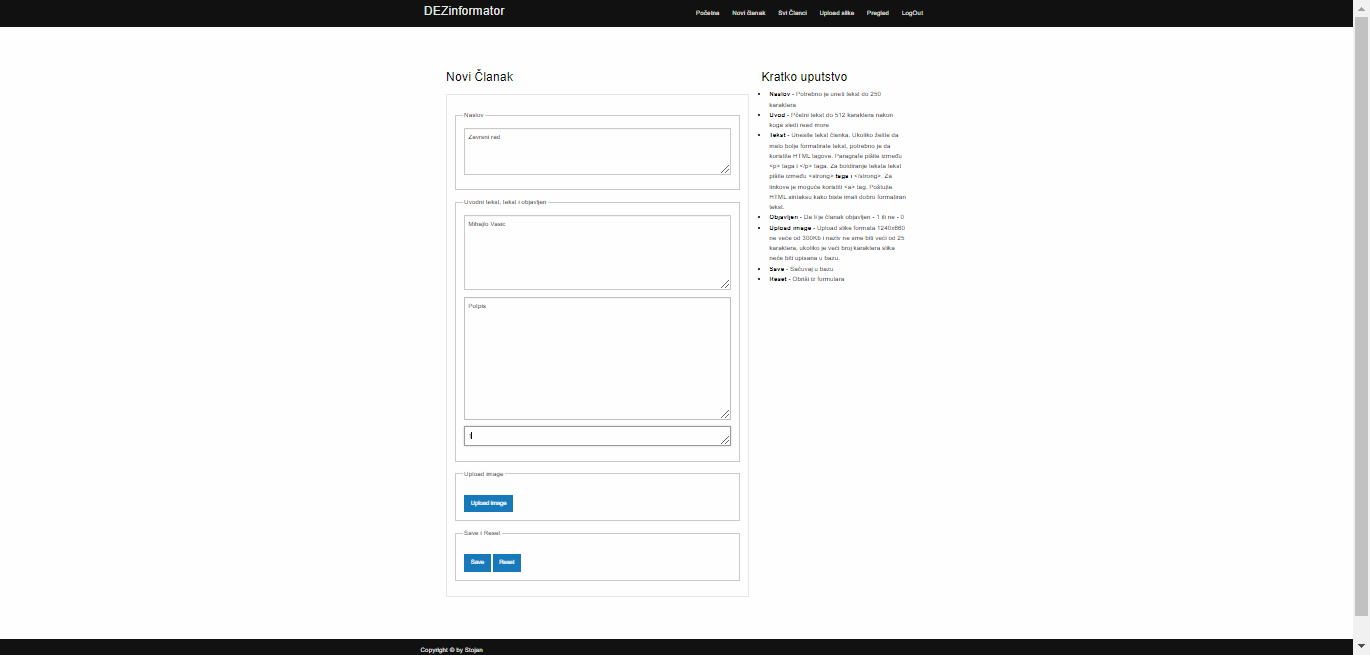 DEZinformator
Početna Novi članak Svi Članci Upload slike Pregled LogOut
Novi Članak
Naslov
Zavrsni rad
Uvodni tekst, tekst i objavljen
Mihajlo Vasic
Potpis
1
Upload image
Upload image
Save i Reset
Save Reset
Kratko uputstvo
Naslov - Potrebno je uneti tekst do 250
karaktera
Uvod - Pčetni tekst do 512 karaktera nakon
koga sledi read more
Tekst - Unesite tekst članka. Ukoliko želite da
malo bolje formatirate tekst, potrebno je da
koristite HTML tagove. Paragrafe pišite između
<p> taga i </p> taga. Za boldiranje teksta tekst
pišite između <strong> taga i </strong>. Za
linkove je moguće koristiti <a> tag. Poštujte
HTML sintaksu kako biste imali dobru formatiran
tekst.
Objavljen - Da li je članak objavljen - 1 ili ne - 0
Upload image - Upload slike formata 1240x660
ne veće od 300Kb i naziv ne sme biti veći od 25
karaktera, ukoliko je veći broj karaktera slike
neće biti upisana u bazu.
Save - Sačuvaj u bazu
Reset - Obriši iz formulara
Copyright © by Stojan